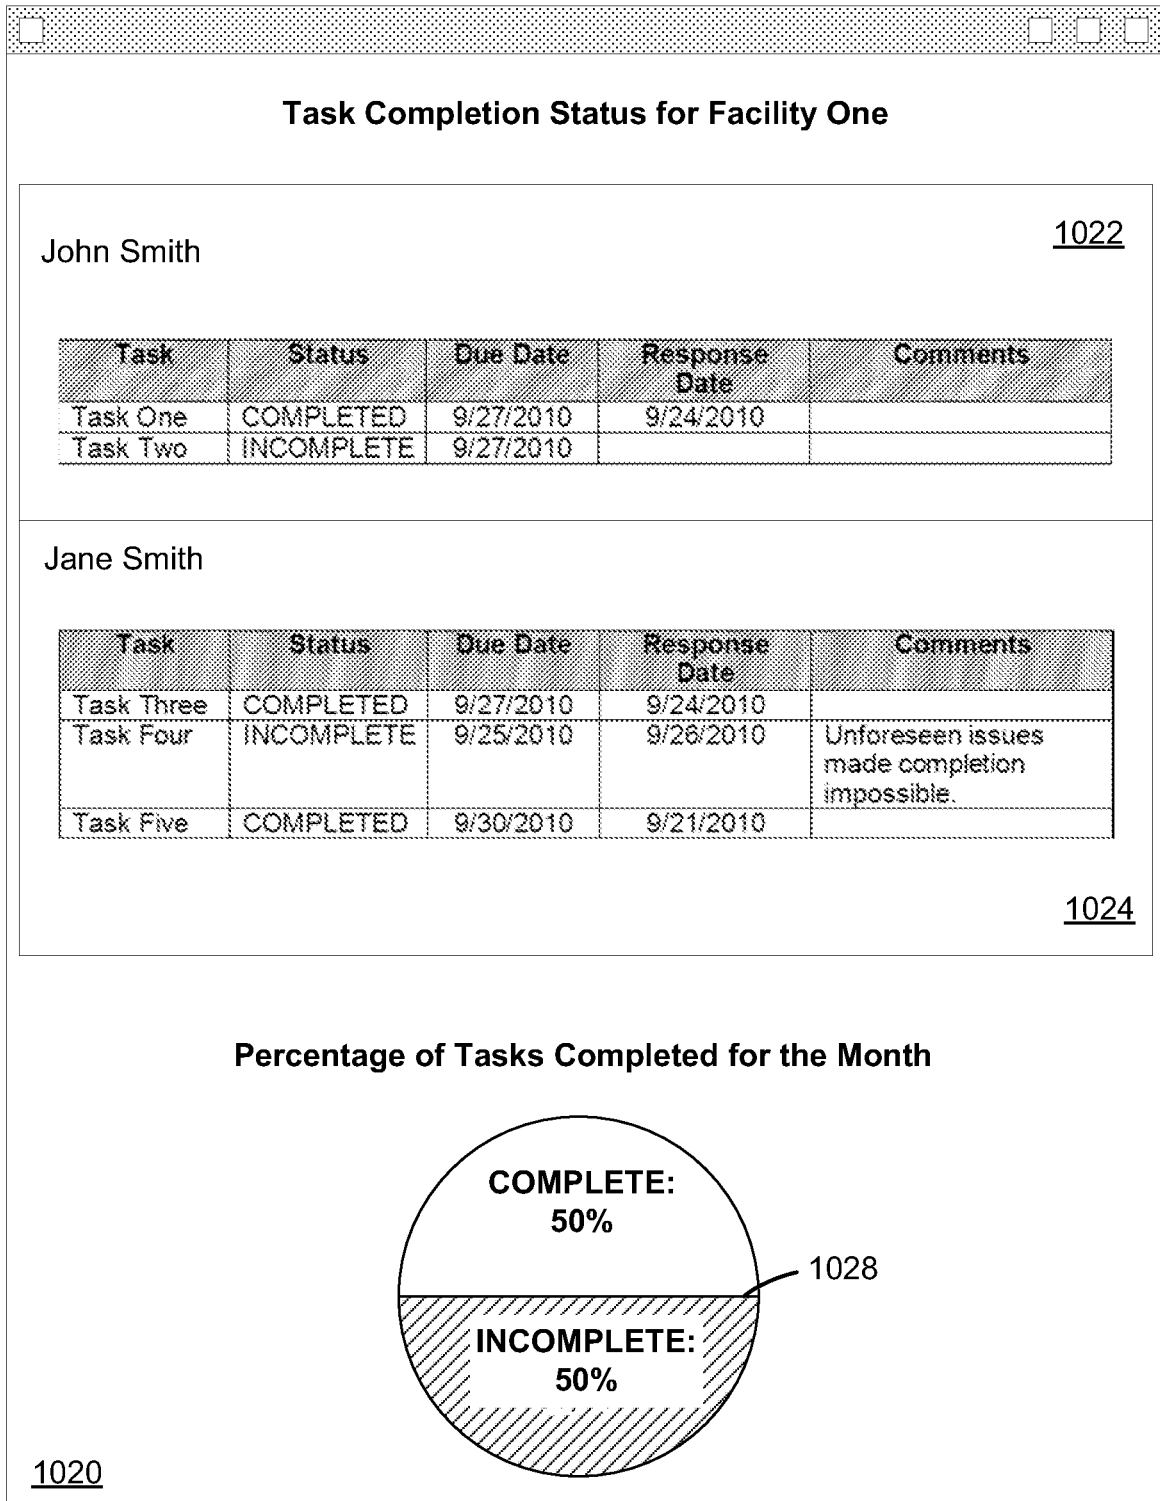 Task Completion Status for Facility One
1022
John Smith
Task Status Due Date Response Date Comments
Task One COMPLETED 9/27/2010 9/24/2010
Task Two INCOMPLETE 9/27/2010
Jane Smith
Task Status Due Date Response Date Comments
Task Three COMPLETED 9/27/2010 9/24/2010
Task Four INCOMPLETE 9/25/2010 9/26/2010 Unforeseen issues
made completion
impossible.
Task Five COMPLETED 9/30/2010 9/21/2010
1024
Percentage of Tasks Completed for the Month
COMPLETE:
50%
1028
INCOMPLETE:
50%
1020